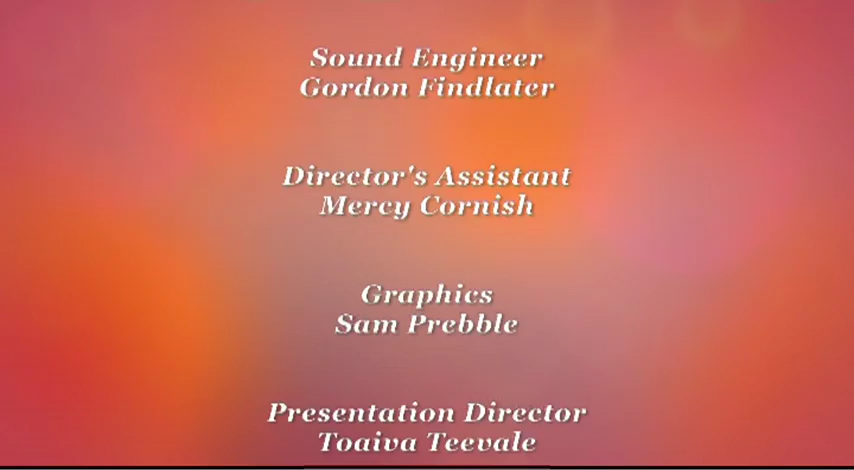 Sound Engineer
Gordon Findlater
Director's Assistant
Mercy Cornish
Graphics
Sam Prebble
Presentation Director
Toaiva Teevale